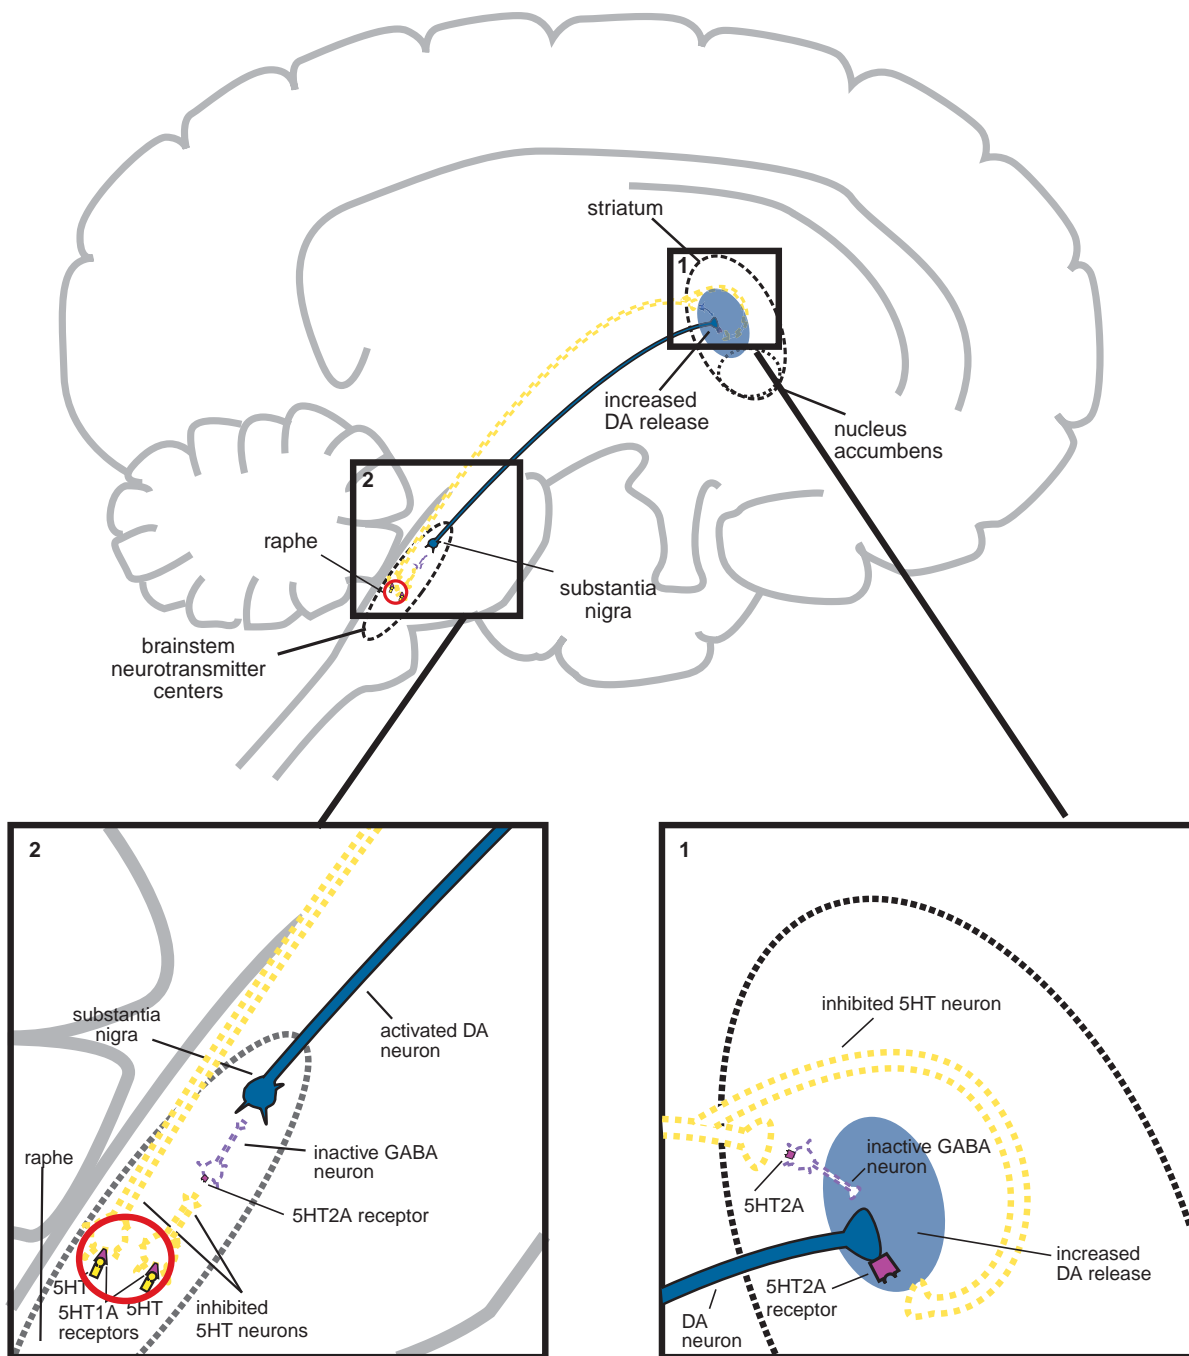 striatum
1
increased
DA release
nucleus
accumbens
2
raphe
substantia
nigra
brainstem
neurotransmitter
centers
2
substantia
nigra
activated DA
neuron
inactive GABA
neuron
raphe
5HT2A receptor
5HT
5HT1A
receptors
5HT
inhibited
5HT neurons
1
inhibited 5HT neuron
inactive GABA
neuron
5HT2A
increased
DA release
5HT2A
receptor
DA
neuron